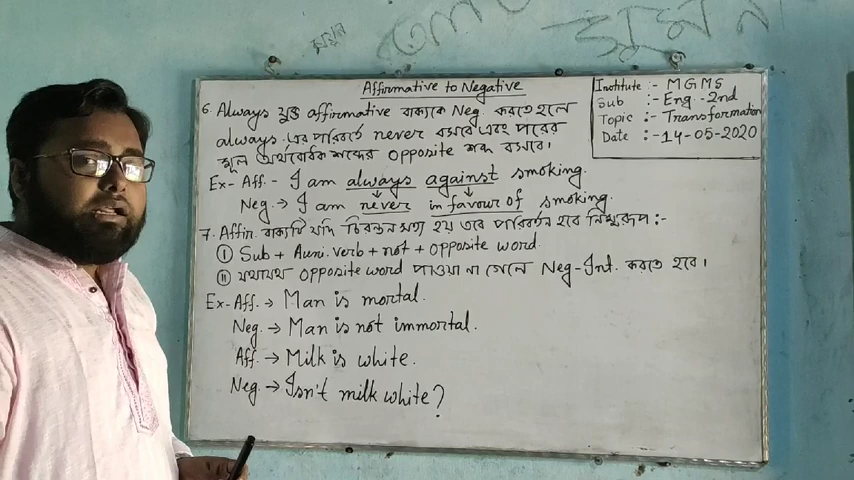 Affirmative to Negative
Institute :- MGMS
Sub :- Eng.-2nd
Topic :- Transformation
Date :- 14-05-2020
6. Always যুক্ত affirmative বাক্যকে Neg. করতে হলে
always এর পরিবর্তে never বসাবে এবং পরের
মূল অর্থবোধক শব্দের opposite শব্দ বসাবে।
Ex- Aff. - I am always against smoking.
Neg. → I am never in favour of smoking.
7. Affir. বাক্যটি যদি চিরন্তন সত্য হয় তবে পরিবর্তন হবে নিম্নরূপ :-
① Sub + Auxi. verb + not + opposite word.
⑪ যথাযথ opposite word পাওয়া না গেলে Neg-Int. করতে হবে।
Ex- Aff. → Man is mortal.
Neg. → Man is not immortal.
Aff. → Milk is white.
Neg. → Isn't milk white?